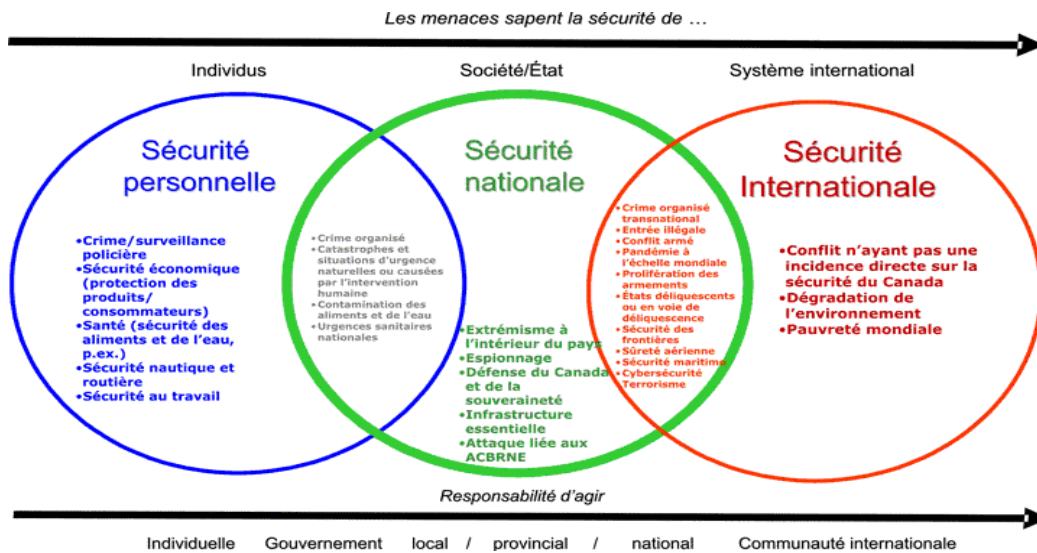 Les menaces sapent la sécurité de …
Individus
Société/État
Système international
Sécurité
personnelle
•Crime/surveillance
policière
•Sécurité économique
(protection des
produits/
consommateurs)
•Santé (sécurité des
aliments et de l'eau,
p.ex.)
•Sécurité nautique et
routière
•Sécurité au travail
•Crime organisé
•Catastrophes et
situations d'urgence
naturelles ou causées
par l'intervention
humaine
•Contamination des
aliments et de l'eau
•Urgences sanitaires
nationales
Sécurité
nationale
•Extrémisme à
l'intérieur du pays
•Espionnage
•Défense du Canada
et de la
souveraineté
•Infrastructure
essentielle
•Attaque liée aux
ACBRNE
•Crime organisé
transnational
•Entrée illégale
•Conflit armé
•Pandémie à
l'échelle mondiale
•Prolifération des
armements
•États déliquescents
ou en voie de
déliquescence
•Sécurité des
frontières
•Sûreté aérienne
•Sécurité maritime
•Cybersécurité
Terrorisme
Sécurité
Internationale
•Conflit n'ayant pas une
incidence directe sur la
sécurité du Canada
•Dégradation de
l'environnement
•Pauvreté mondiale
Responsabilité d'agir
Individuelle Gouvernement local / provincial / national Communauté internationale